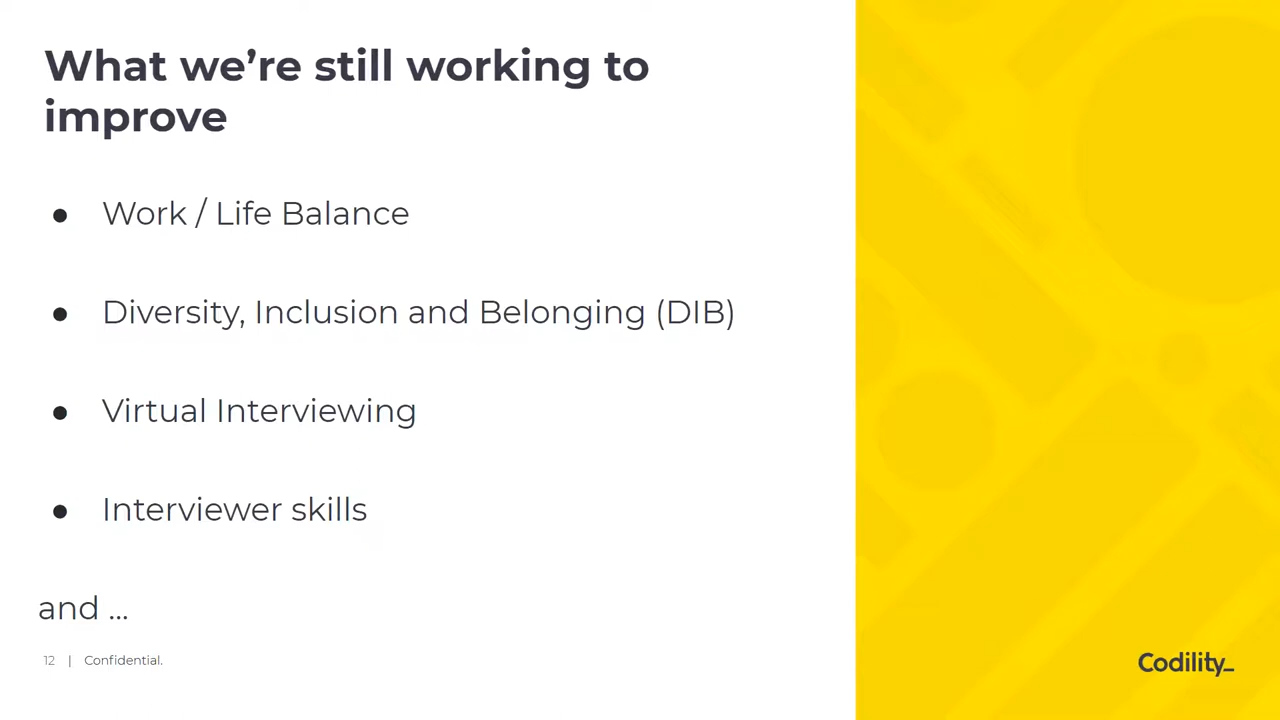 What we’re still working to
improve
● Work / Life Balance
● Diversity, Inclusion and Belonging (DIB)
● Virtual Interviewing
● Interviewer skills
and ...
12 | Confidential.
Codility_